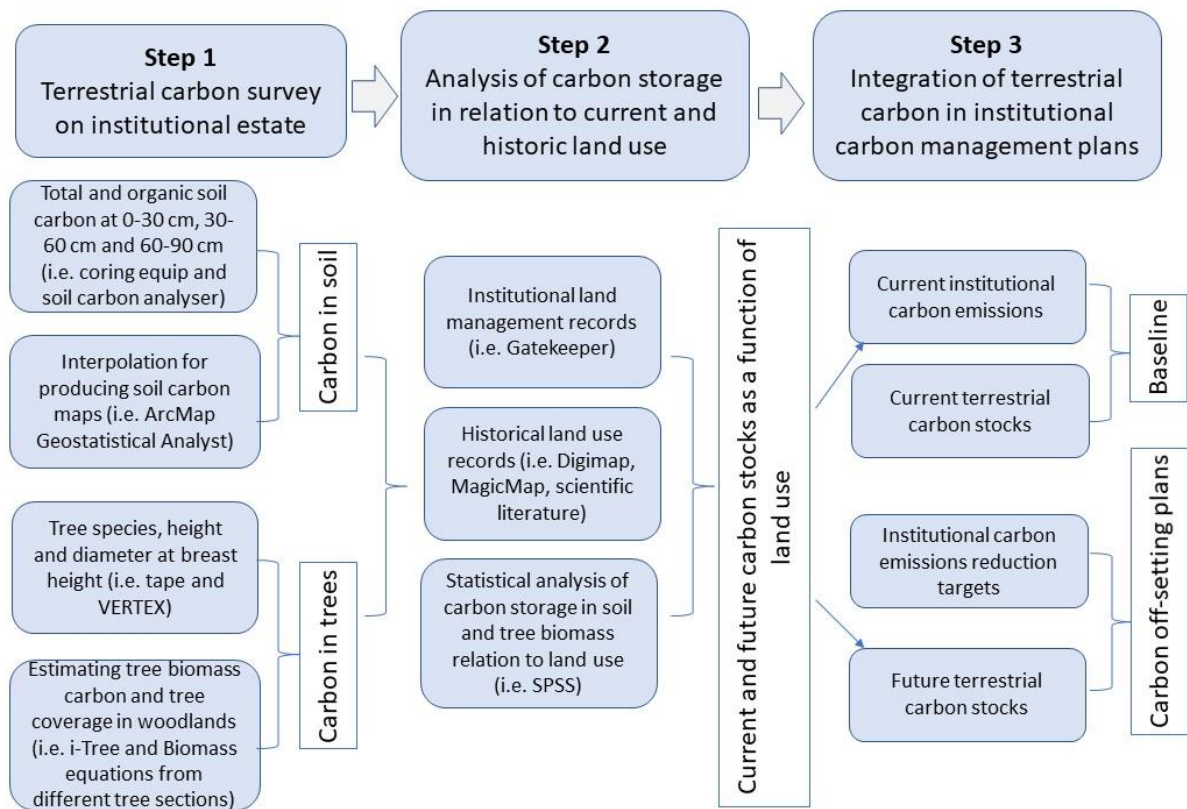 Step 1
Terrestrial carbon survey
on institutional estate
Step 2
Analysis of carbon storage
in relation to current and
historic land use
Step 3
Integration of terrestrial
carbon in institutional
carbon management plans
Total and organic soil
carbon at 0-30 cm, 30-
60 cm and 60-90 cm
(i.e. coring equip and
soil carbon analyser)
Interpolation for
producing soil carbon
maps (i.e. ArcMap
Geostatistical Analyst)
Carbon in soil
Tree species, height
and diameter at breast
height (i.e. tape and
VERTEX)
Estimating tree biomass
carbon and tree
coverage in woodlands
(i.e. i-Tree and Biomass
equations from
different tree sections)
Carbon in trees
Institutional land
management records
(i.e. Gatekeeper)
Historical land use
records (i.e. Digimap,
MagicMap, scientific
literature)
Statistical analysis of
carbon storage in soil
and tree biomass
relation to land use
(i.e. SPSS)
Current and future carbon stocks as a function of
land use
Current institutional
carbon emissions
Current terrestrial
carbon stocks
Baseline
Institutional carbon
emissions reduction
targets
Future terrestrial
carbon stocks
Carbon off-setting plans